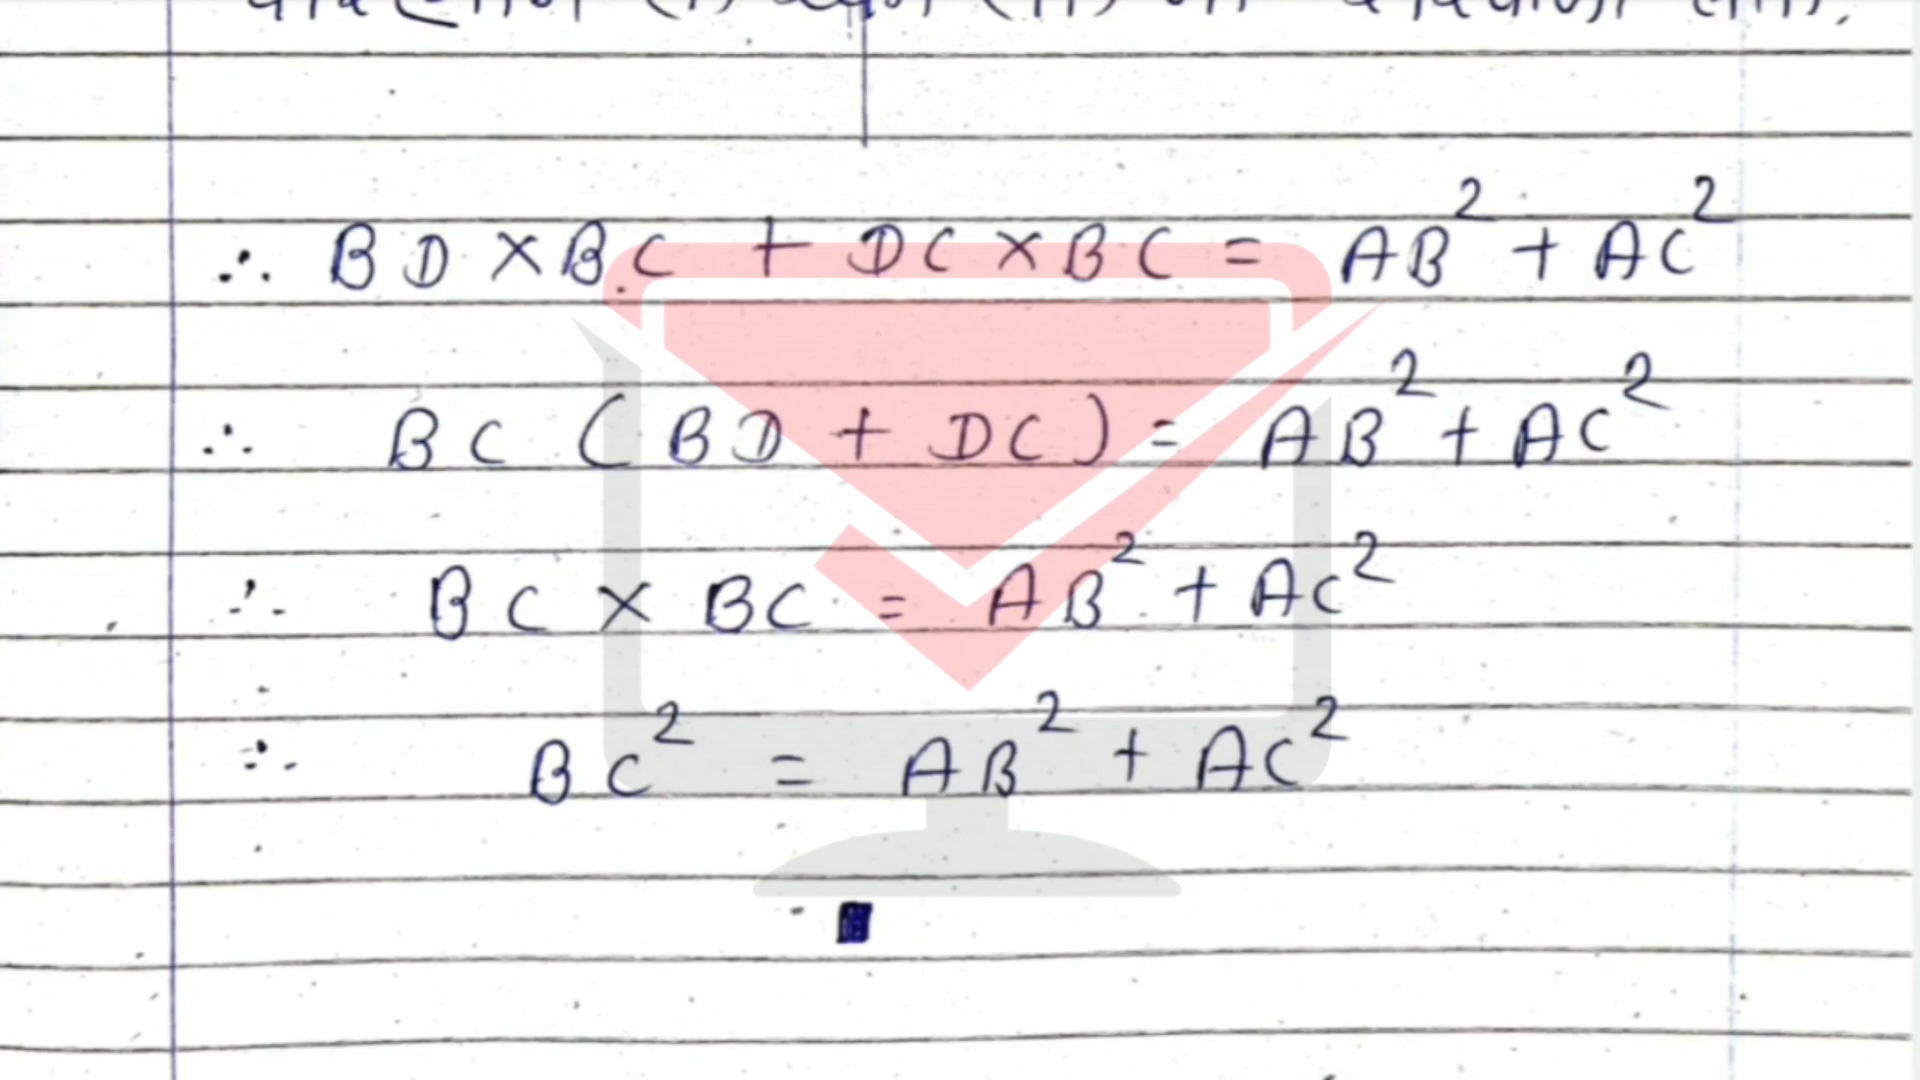 ∴ BD × BC + DC × BC = AB² + AC²
∴ BC (BD + DC) = AB² + AC²
∴ BC × BC = AB² + AC²
∴ BC² = AB² + AC²